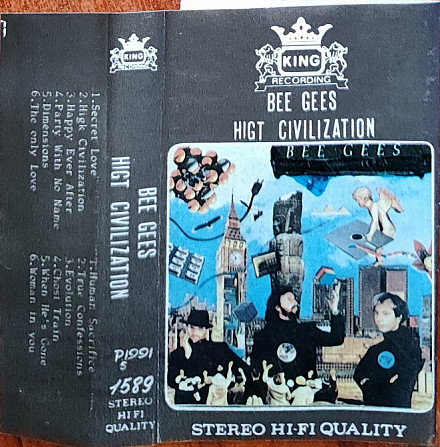 KING
RECORDING
BEE GEES
HIGT CIVILIZATION
BEE GEES
STEREO HI-FI QUALITY
KING
RECORDING
BEE GEES
HIGT CIVILIZATION
P1991
S
1589
STEREO
HI FI
QUALITY
1.Secret Love
2.High Civilization
3.Happy Ever After
4.Party With No Name
5.Dimensions
6.The only Love
1.Human Sacrifice
2.True Confessions
3.Evolution
4.Ghost Train
5.When He's Gone
6.Woman in you